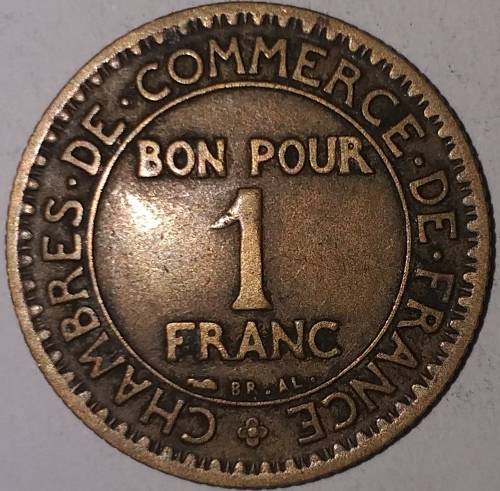 CHAMBRES·DE·COMMERCE·DE·FRANCE
BON POUR
1
FRANC
BR.AL.